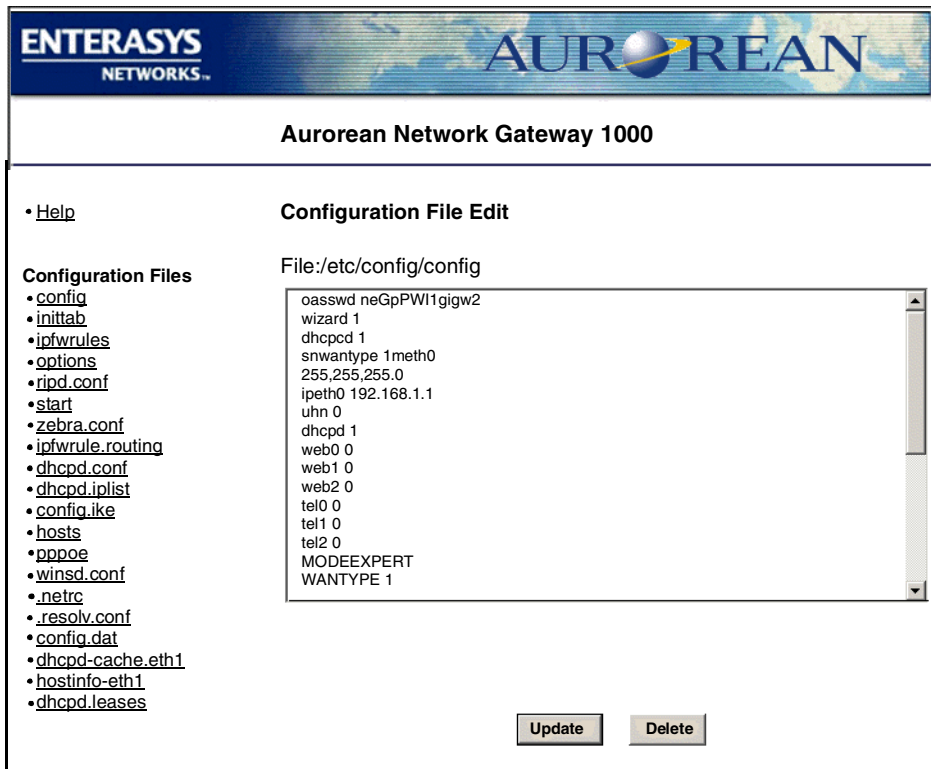 ENTERASYS
NETWORKS™
AUROREAN
Aurorean Network Gateway 1000
• Help
Configuration File Edit
File:/etc/config/config
Configuration Files
• config
• inittab
• ipfwrules
• options
• ripd.conf
• start
• zebra.conf
• ipfwrule.routing
• dhcpd.conf
• dhcpd.iplist
• config.ike
• hosts
• pppoe
• winsd.conf
• .netrc
• .resolv.conf
• config.dat
• dhcpd-cache.eth1
• hostinfo-eth1
• dhcpd.leases
oasswd neGpPWI1gigw2
wizard 1
dhcpcd 1
snwantype 1meth0
255,255,255.0
ipeth0 192.168.1.1
uhn 0
dhcpd 1
web0 0
web1 0
web2 0
tel0 0
tel1 0
tel2 0
MODEEXPERT
WANTYPE 1
Update
Delete